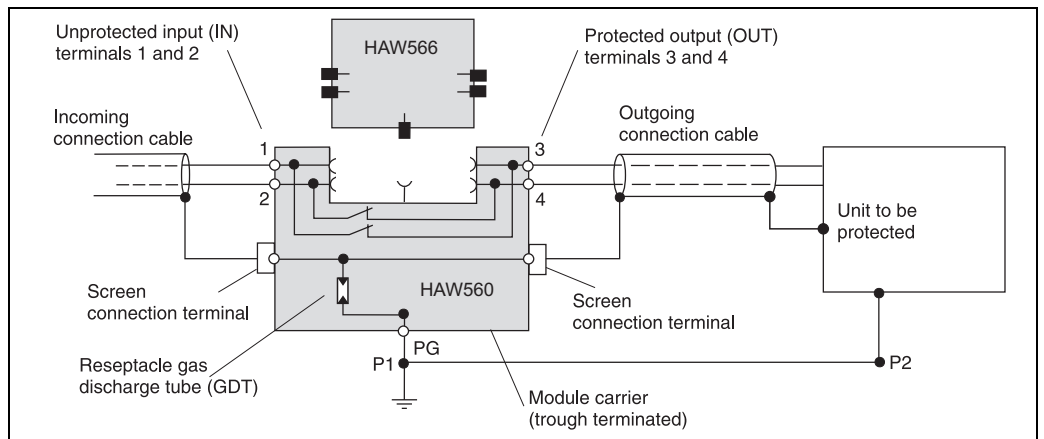 Unprotected input (IN)
terminals 1 and 2
HAW566
Protected output (OUT)
terminals 3 and 4
Incoming
connection cable
Outgoing
connection cable
1
2
3
4
Unit to be
protected
HAW560
Screen
connection terminal
Screen
connection terminal
PG
P1
P2
Reseptacle gas
discharge tube (GDT)
Module carrier
(trough terminated)